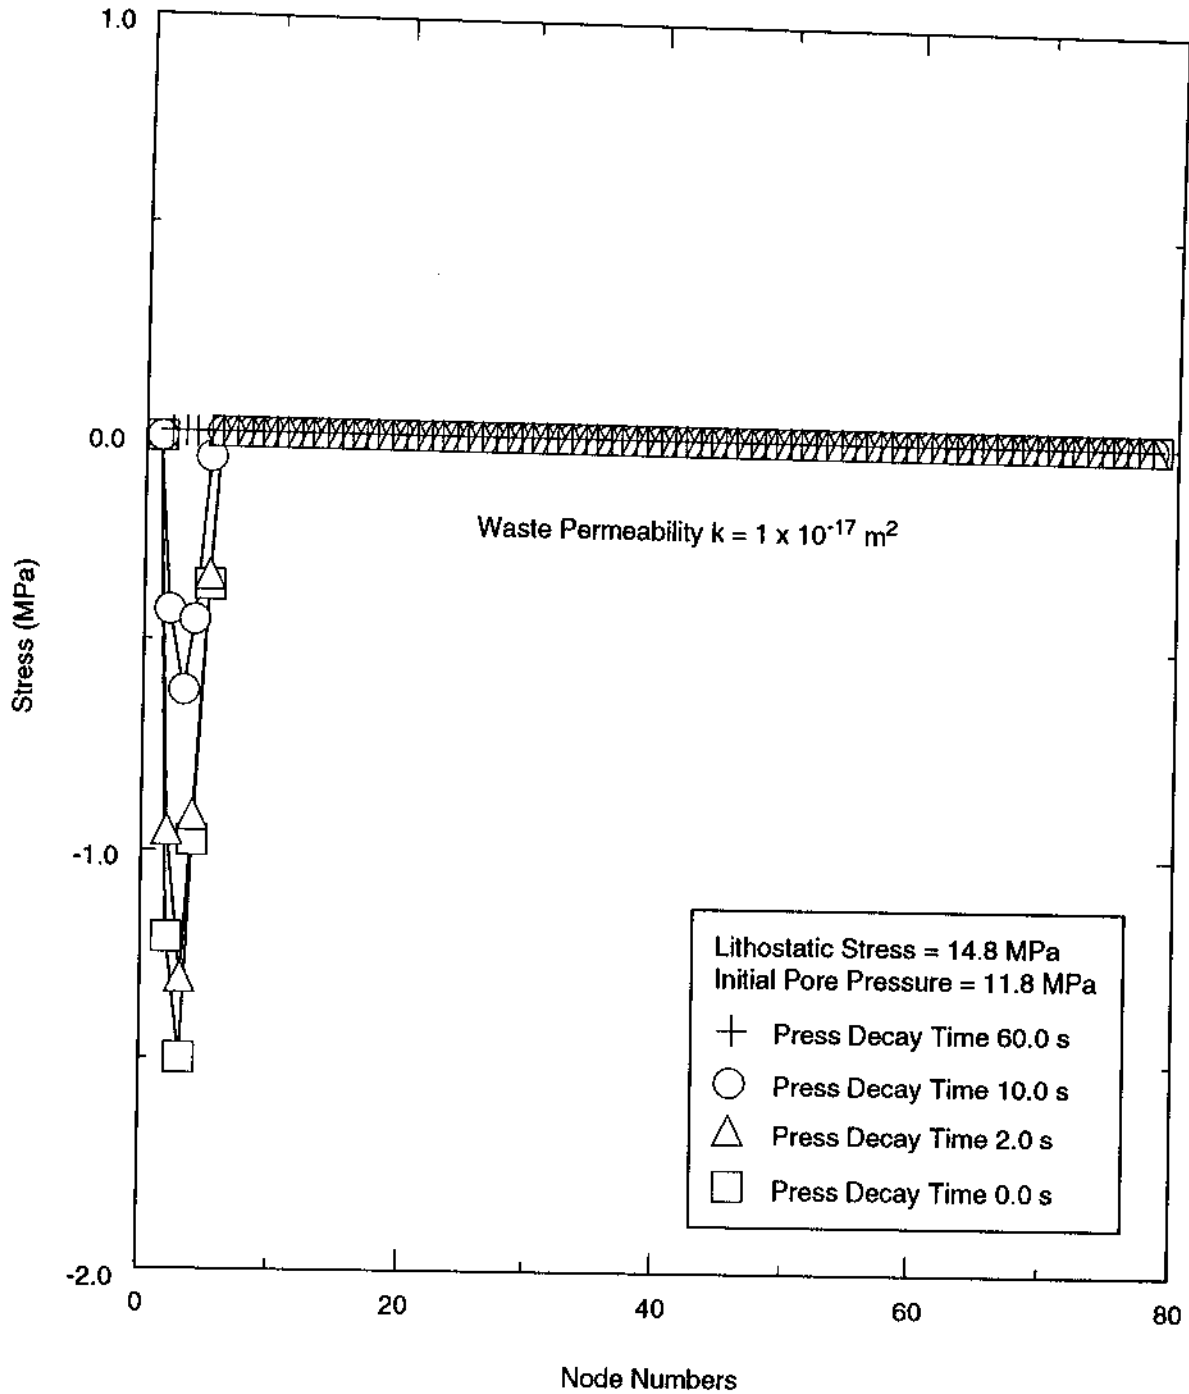 1.0
0.0
-1.0
-2.0
Stress (MPa)
Waste Permeability k = 1 x 10⁻¹⁷ m²
Lithostatic Stress = 14.8 MPa
Initial Pore Pressure = 11.8 MPa
Press Decay Time 60.0 s
Press Decay Time 10.0 s
Press Decay Time 2.0 s
Press Decay Time 0.0 s
0 20 40 60 80
Node Numbers